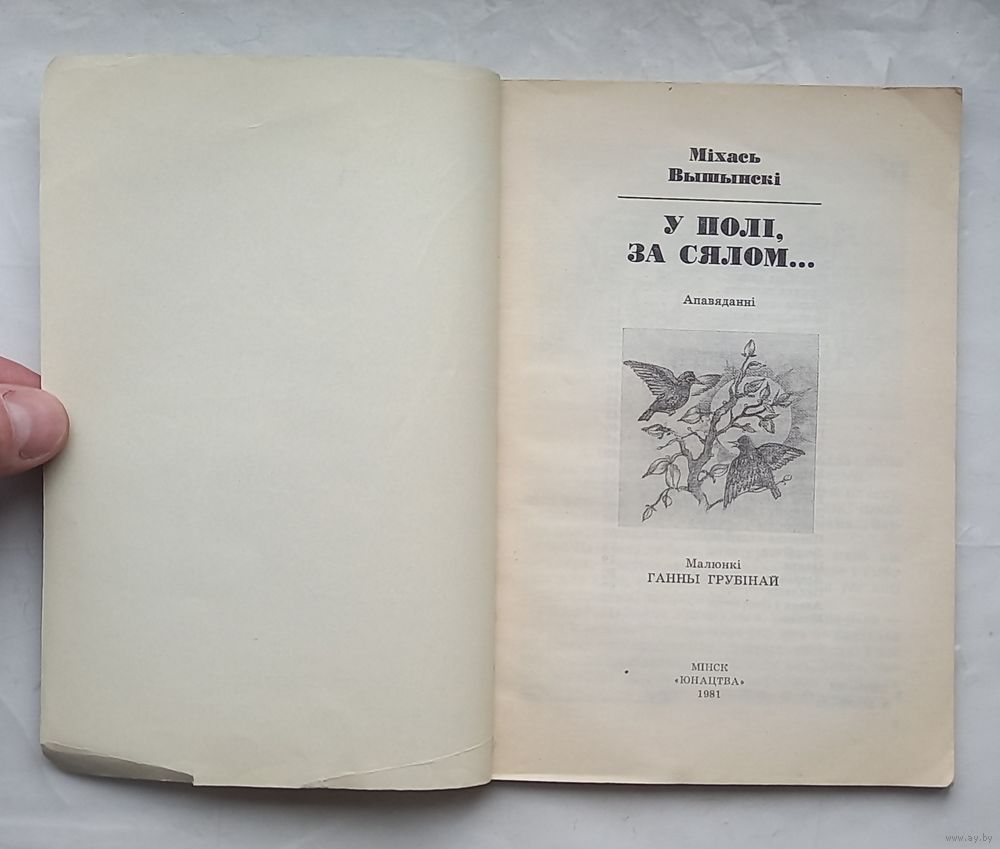 Міхась
Вышынскі
У ПОЛІ,
ЗА СЯЛОМ...
Апавяданні
Малюнкі
ГАННЫ ГРУБІНАЙ
МІНСК
«ЮНАЦТВА»
1981
www.ay.by